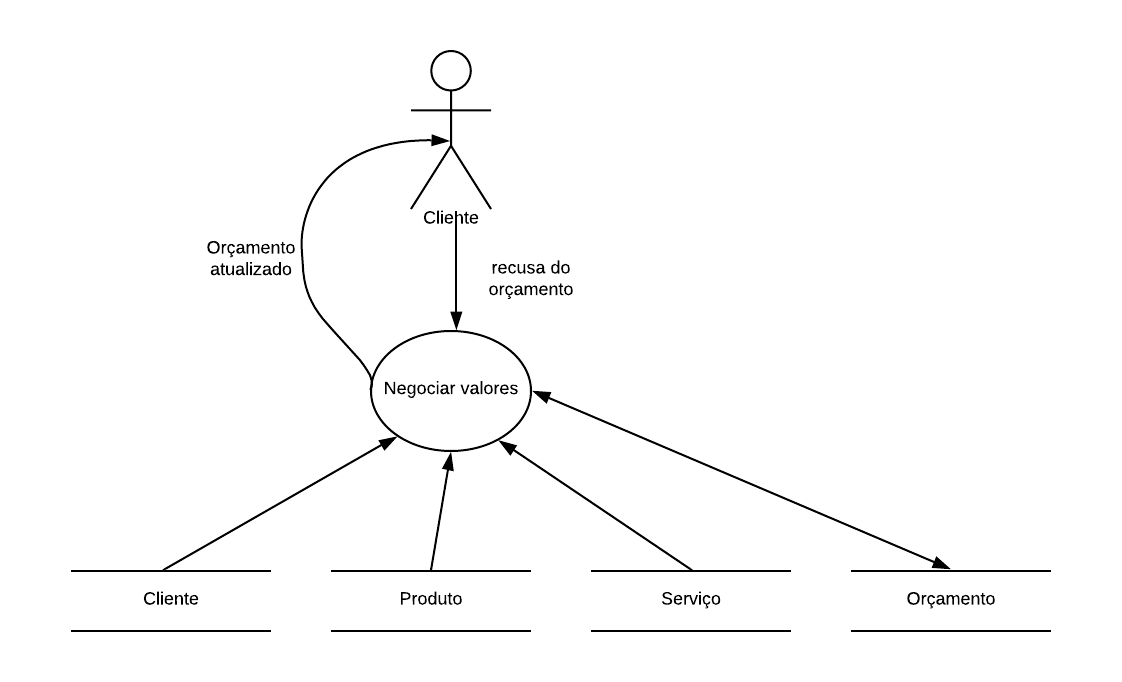 Cliente
Orçamento
atualizado
recusa do
orçamento
Negociar valores
Cliente
Produto
Serviço
Orçamento